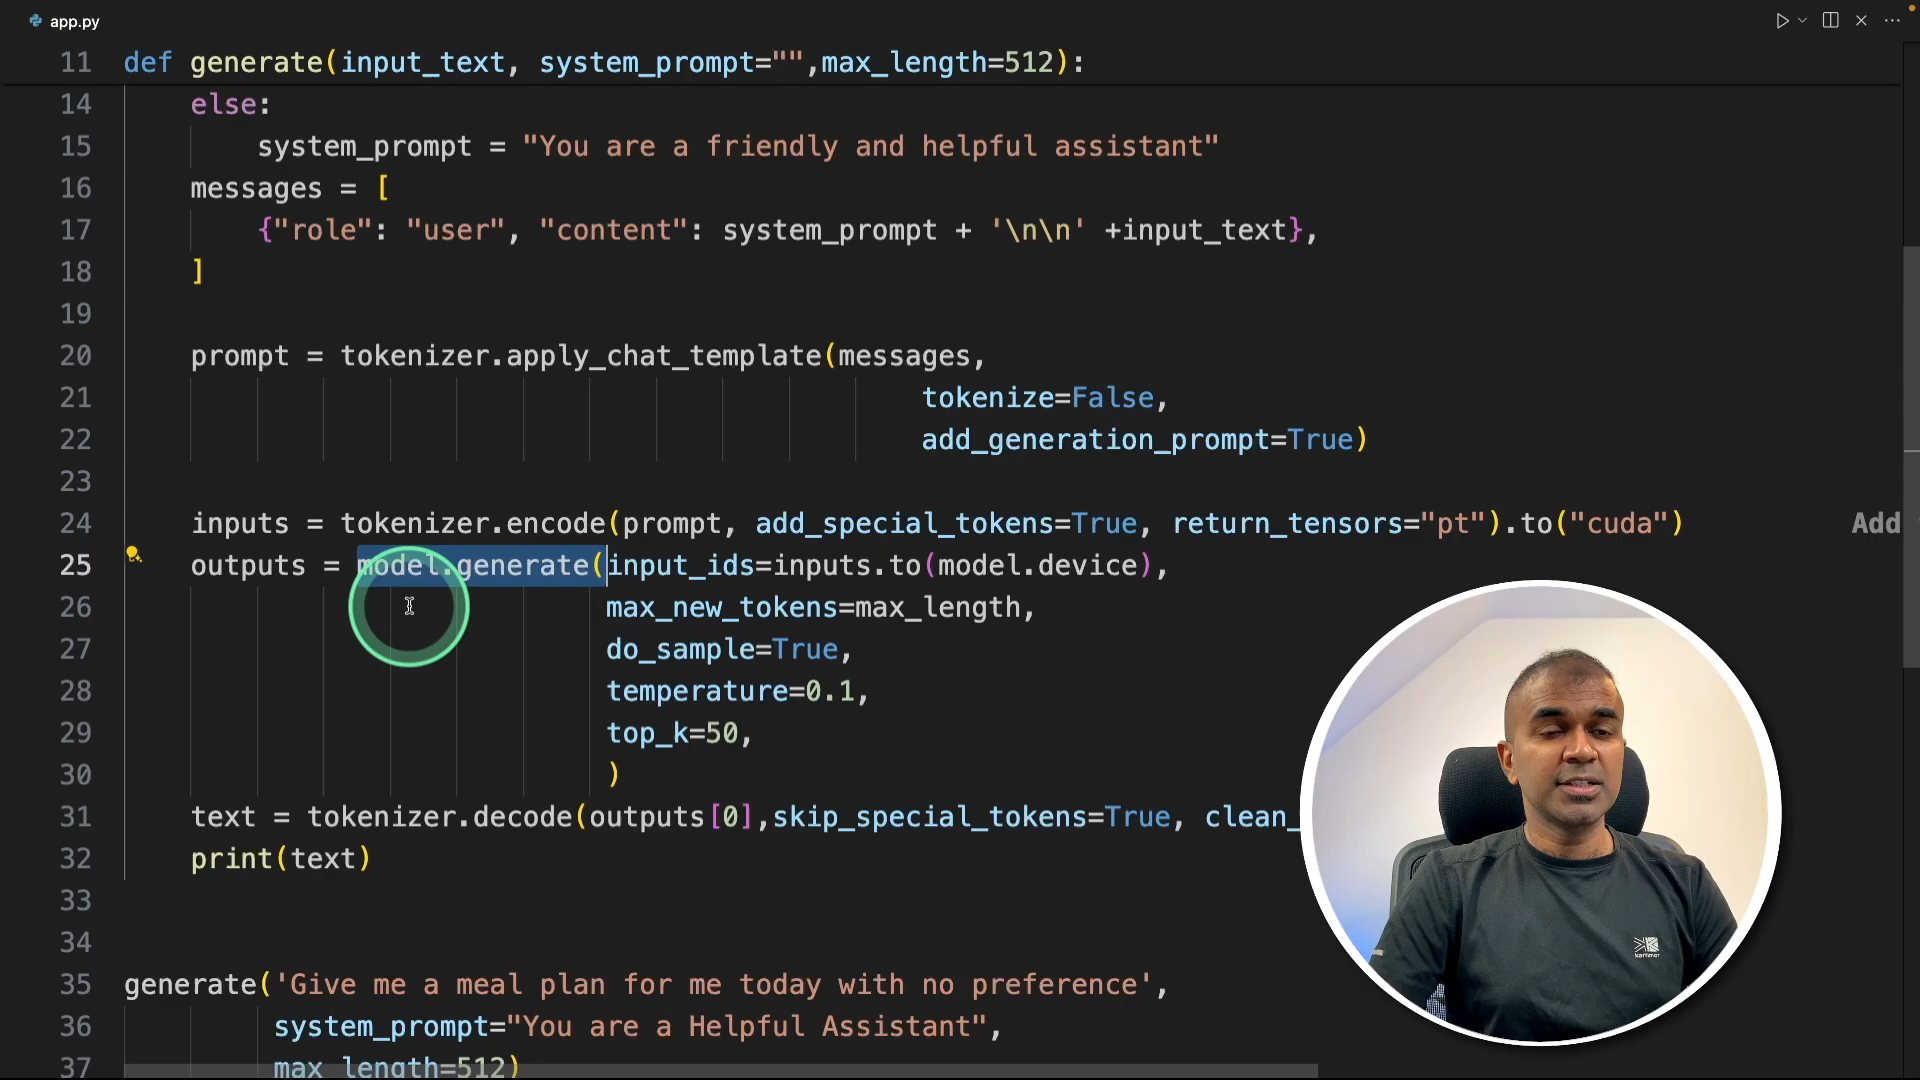 app.py
11 def generate(input_text, system_prompt="",max_length=512):
14 else:
15 system_prompt = "You are a friendly and helpful assistant"
16 messages = [
17 {"role": "user", "content": system_prompt + '\n\n' +input_text},
18 ]
19
20 prompt = tokenizer.apply_chat_template(messages,
21 tokenize=False,
22 add_generation_prompt=True)
23
24 inputs = tokenizer.encode(prompt, add_special_tokens=True, return_tensors="pt").to("cuda") Add
25 outputs = model.generate(input_ids=inputs.to(model.device),
26 max_new_tokens=max_length,
27 do_sample=True,
28 temperature=0.1,
29 top_k=50,
30 )
31 text = tokenizer.decode(outputs[0],skip_special_tokens=True, clean_
32 print(text)
33
34
35 generate('Give me a meal plan for me today with no preference',
36 system_prompt="You are a Helpful Assistant",
37 max_length=512)